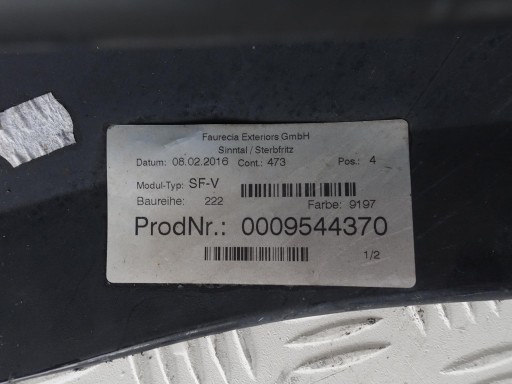 Faurecia Exteriors GmbH
Sinntal / Sterbfritz
Datum: 08.02.2016 Cont.: 473 Pos.: 4
Modul-Typ: SF-V
Baureihe: 222 Farbe: 9197
ProdNr.: 0009544370
1/2